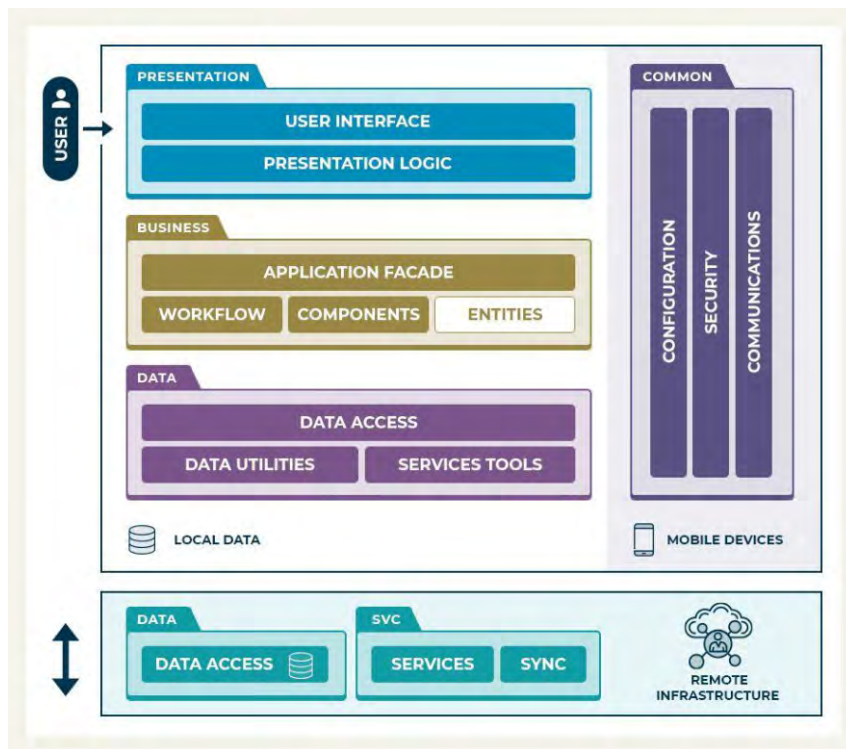 USER
PRESENTATION
USER INTERFACE
PRESENTATION LOGIC
BUSINESS
APPLICATION FACADE
WORKFLOW
COMPONENTS
ENTITIES
DATA
DATA ACCESS
DATA UTILITIES
SERVICES TOOLS
LOCAL DATA
COMMON
CONFIGURATION
SECURITY
COMMUNICATIONS
MOBILE DEVICES
DATA
DATA ACCESS
SVC
SERVICES
SYNC
REMOTE
INFRASTRUCTURE